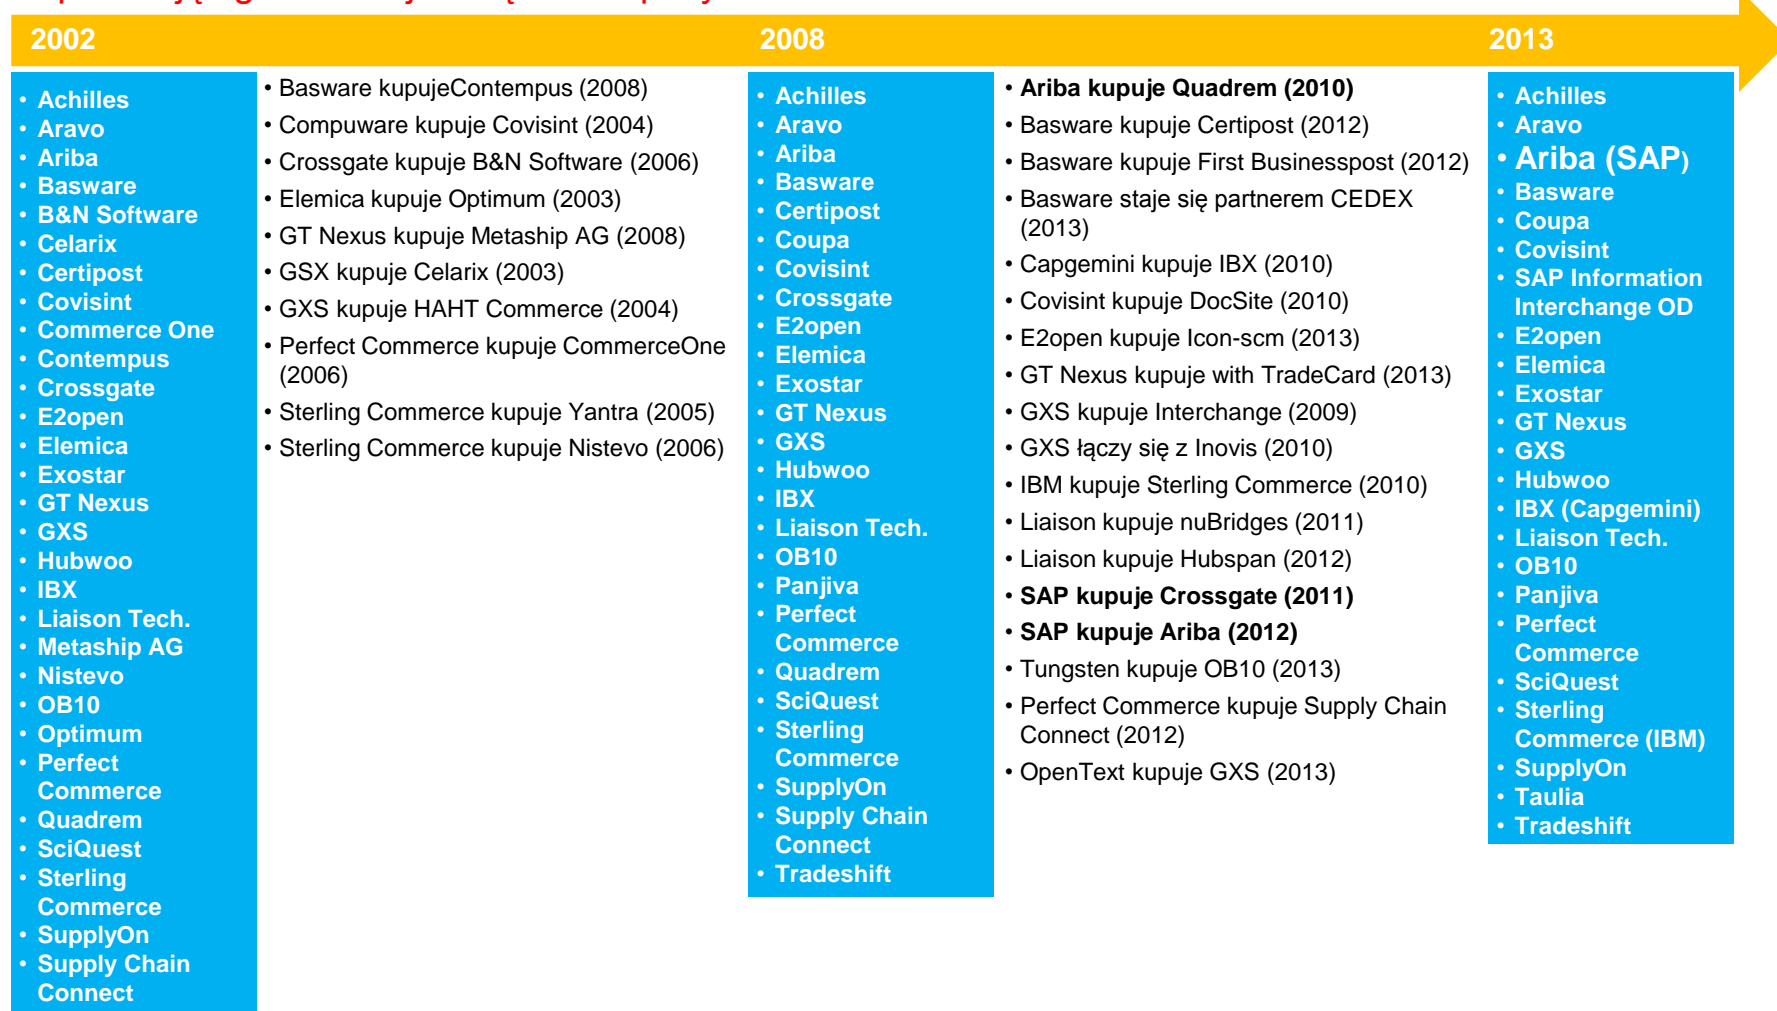 2002
2008
2013
• Achilles
• Aravo
• Ariba
• Basware
• B&N Software
• Celarix
• Certipost
• Covisint
• Commerce One
• Contempus
• Crossgate
• E2open
• Elemica
• Exostar
• GT Nexus
• GXS
• Hubwoo
• IBX
• Liaison Tech.
• Metaship AG
• Nistevo
• OB10
• Optimum
• Perfect
Commerce
• Quadrem
• SciQuest
• Sterling
Commerce
• SupplyOn
• Supply Chain
Connect
• Basware kupujeContempus (2008)
• Compuware kupuje Covisint (2004)
• Crossgate kupuje B&N Software (2006)
• Elemica kupuje Optimum (2003)
• GT Nexus kupuje Metaship AG (2008)
• GSX kupuje Celarix (2003)
• GXS kupuje HAHT Commerce (2004)
• Perfect Commerce kupuje CommerceOne
(2006)
• Sterling Commerce kupuje Yantra (2005)
• Sterling Commerce kupuje Nistevo (2006)
• Achilles
• Aravo
• Ariba
• Basware
• Certipost
• Coupa
• Covisint
• Crossgate
• E2open
• Elemica
• Exostar
• GT Nexus
• GXS
• Hubwoo
• IBX
• Liaison Tech.
• OB10
• Panjiva
• Perfect
Commerce
• Quadrem
• SciQuest
• Sterling
Commerce
• SupplyOn
• Supply Chain
Connect
• Tradeshift
• Ariba kupuje Quadrem (2010)
• Basware kupuje Certipost (2012)
• Basware kupuje First Businesspost (2012)
• Basware staje się partnerem CEDEX
(2013)
• Capgemini kupuje IBX (2010)
• Covisint kupuje DocSite (2010)
• E2open kupuje Icon-scm (2013)
• GT Nexus kupuje with TradeCard (2013)
• GXS kupuje Interchange (2009)
• GXS łączy się z Inovis (2010)
• IBM kupuje Sterling Commerce (2010)
• Liaison kupuje nuBridges (2011)
• Liaison kupuje Hubspan (2012)
• SAP kupuje Crossgate (2011)
• SAP kupuje Ariba (2012)
• Tungsten kupuje OB10 (2013)
• Perfect Commerce kupuje Supply Chain
Connect (2012)
• OpenText kupuje GXS (2013)
• Achilles
• Aravo
• Ariba (SAP)
• Basware
• Coupa
• Covisint
• SAP Information
Interchange OD
• E2open
• Elemica
• Exostar
• GT Nexus
• GXS
• Hubwoo
• IBX (Capgemini)
• Liaison Tech.
• OB10
• Panjiva
• Perfect
Commerce
• SciQuest
• Sterling
Commerce (IBM)
• SupplyOn
• Taulia
• Tradeshift